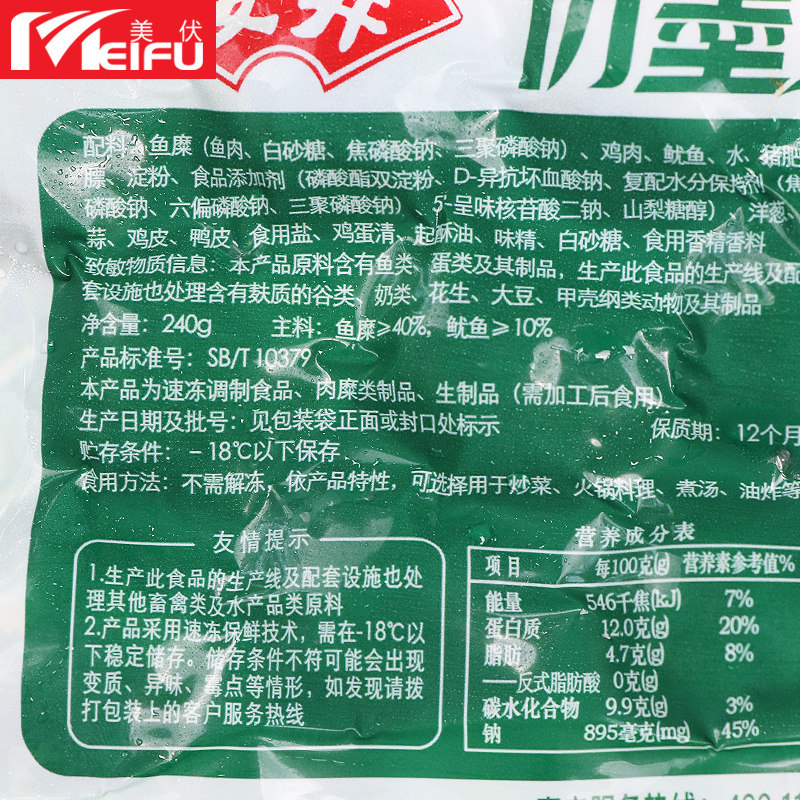 美伏
MEIFU
墨
配料：鱼糜（鱼肉、白砂糖、焦磷酸钠、三聚磷酸钠）、鸡肉、鱿鱼、水、猪肥
膘、淀粉、食品添加剂（磷酸酯双淀粉、D-异抗坏血酸钠、复配水分保持剂（焦
磷酸钠、六偏磷酸钠、三聚磷酸钠）、5'-呈味核苷酸二钠、山梨糖醇）、洋葱、
蒜、鸡皮、鸭皮、食用盐、鸡蛋清、起酥油、味精、白砂糖、食用香精香料
致敏物质信息：本产品原料含有鱼类、蛋类及其制品，生产此食品的生产线及配
套设施也处理含有麸质的谷类、奶类、花生、大豆、甲壳纲类动物及其制品
净含量：240g 主料：鱼糜≥40%，鱿鱼≥10%
产品标准号：SB/T 10379
本产品为速冻调制食品、肉糜类制品、生制品（需加工后食用）
生产日期及批号：见包装袋正面或封口处标示 保质期：12个月
贮存条件：-18℃以下保存
食用方法：不需解冻，依产品特性，可选择用于炒菜、火锅料理、煮汤、油炸等
友情提示
1.生产此食品的生产线及配套设施也处
理其他畜禽类及水产品类原料
2.产品采用速冻保鲜技术，需在-18℃以
下稳定储存。储存条件不符可能会出现
变质、异味、霉点等情形，如发现请拨
打包装上的客户服务热线
营养成分表
项目 每100克(g) 营养素参考值%
能量 546千焦(kJ) 7%
蛋白质 12.0克(g) 20%
脂肪 4.7克(g) 8%
——反式脂肪酸 0克(g)
碳水化合物 9.9克(g) 3%
钠 895毫克(mg) 45%